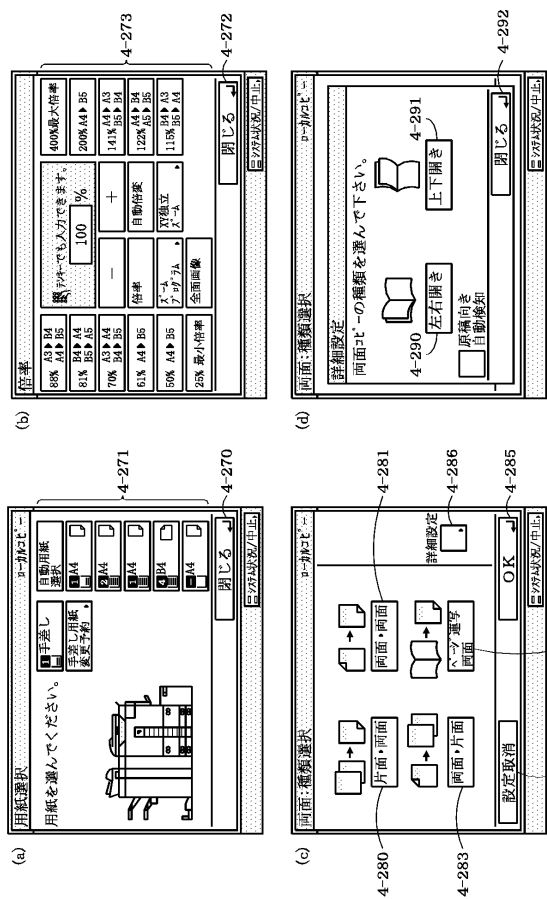 (a)
用紙選択
ローカルコピー
用紙を選んでください。
1 手差し
手差し用紙
変更予約
自動用紙
選択
1 A4
2 A4
1 A4
4 B4
A4
閉じる
システム状況/中止
4-271
4-270
(b)
倍率
88% A3▶B4
A4▶B5
81% B4▶A4
B5▶A5
70% A4▶A3
B4▶B5
61% A4▶B5
50% A4▶B5
25% 最小倍率
テンキーでも入力できます。
100 %
−
+
倍率
自動倍変
ズーム
プログラム
XY独立
ズーム
全面画像
400%最大倍率
200% A4▶B5
141% A4▶A3
B5▶B4
122% A4▶B4
A5▶B5
115% B4▶A3
B5▶A4
閉じる
システム状況/中止
4-273
4-272
(c)
両面:種類選択
ローカルコピー
片面▶両面
両面▶両面
両面▶片面
ページ連写
両面
詳細設定
設定取消
OK
システム状況/中止
4-280
4-281
4-283
4-286
4-285
(d)
両面:種類選択
ローカルコピー
詳細設定
両面コピーの種類を選んで下さい。
左右開き
上下開き
原稿向き
自動検知
閉じる
システム状況/中止
4-290
4-291
4-292